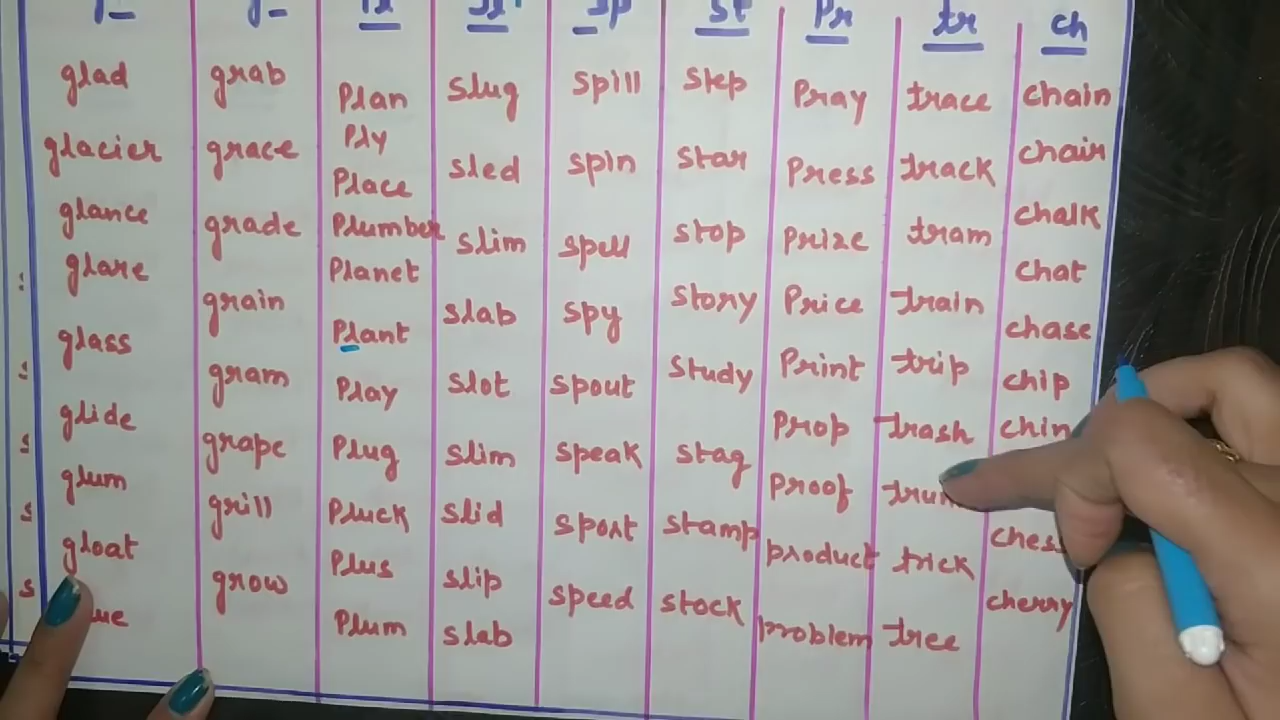 pl sl sp st Pr tr ch
glad grab Plan slug spill step Pray trace chain
glacier grace Ply sled spin star Press track chair
glance grade Place slim spell stop Prize tram chalk
glare grain Plumber slab spy story Price train chat
glass gram Planet slot spout study Print trip chase
glide grape Plant slim speak stag Prop trash chip
glum grill Play slid sport stamp Proof chin
gloat grow Plug slip speed stock product trick chess
Pluck slab problem tree cherry
Plus
Plum